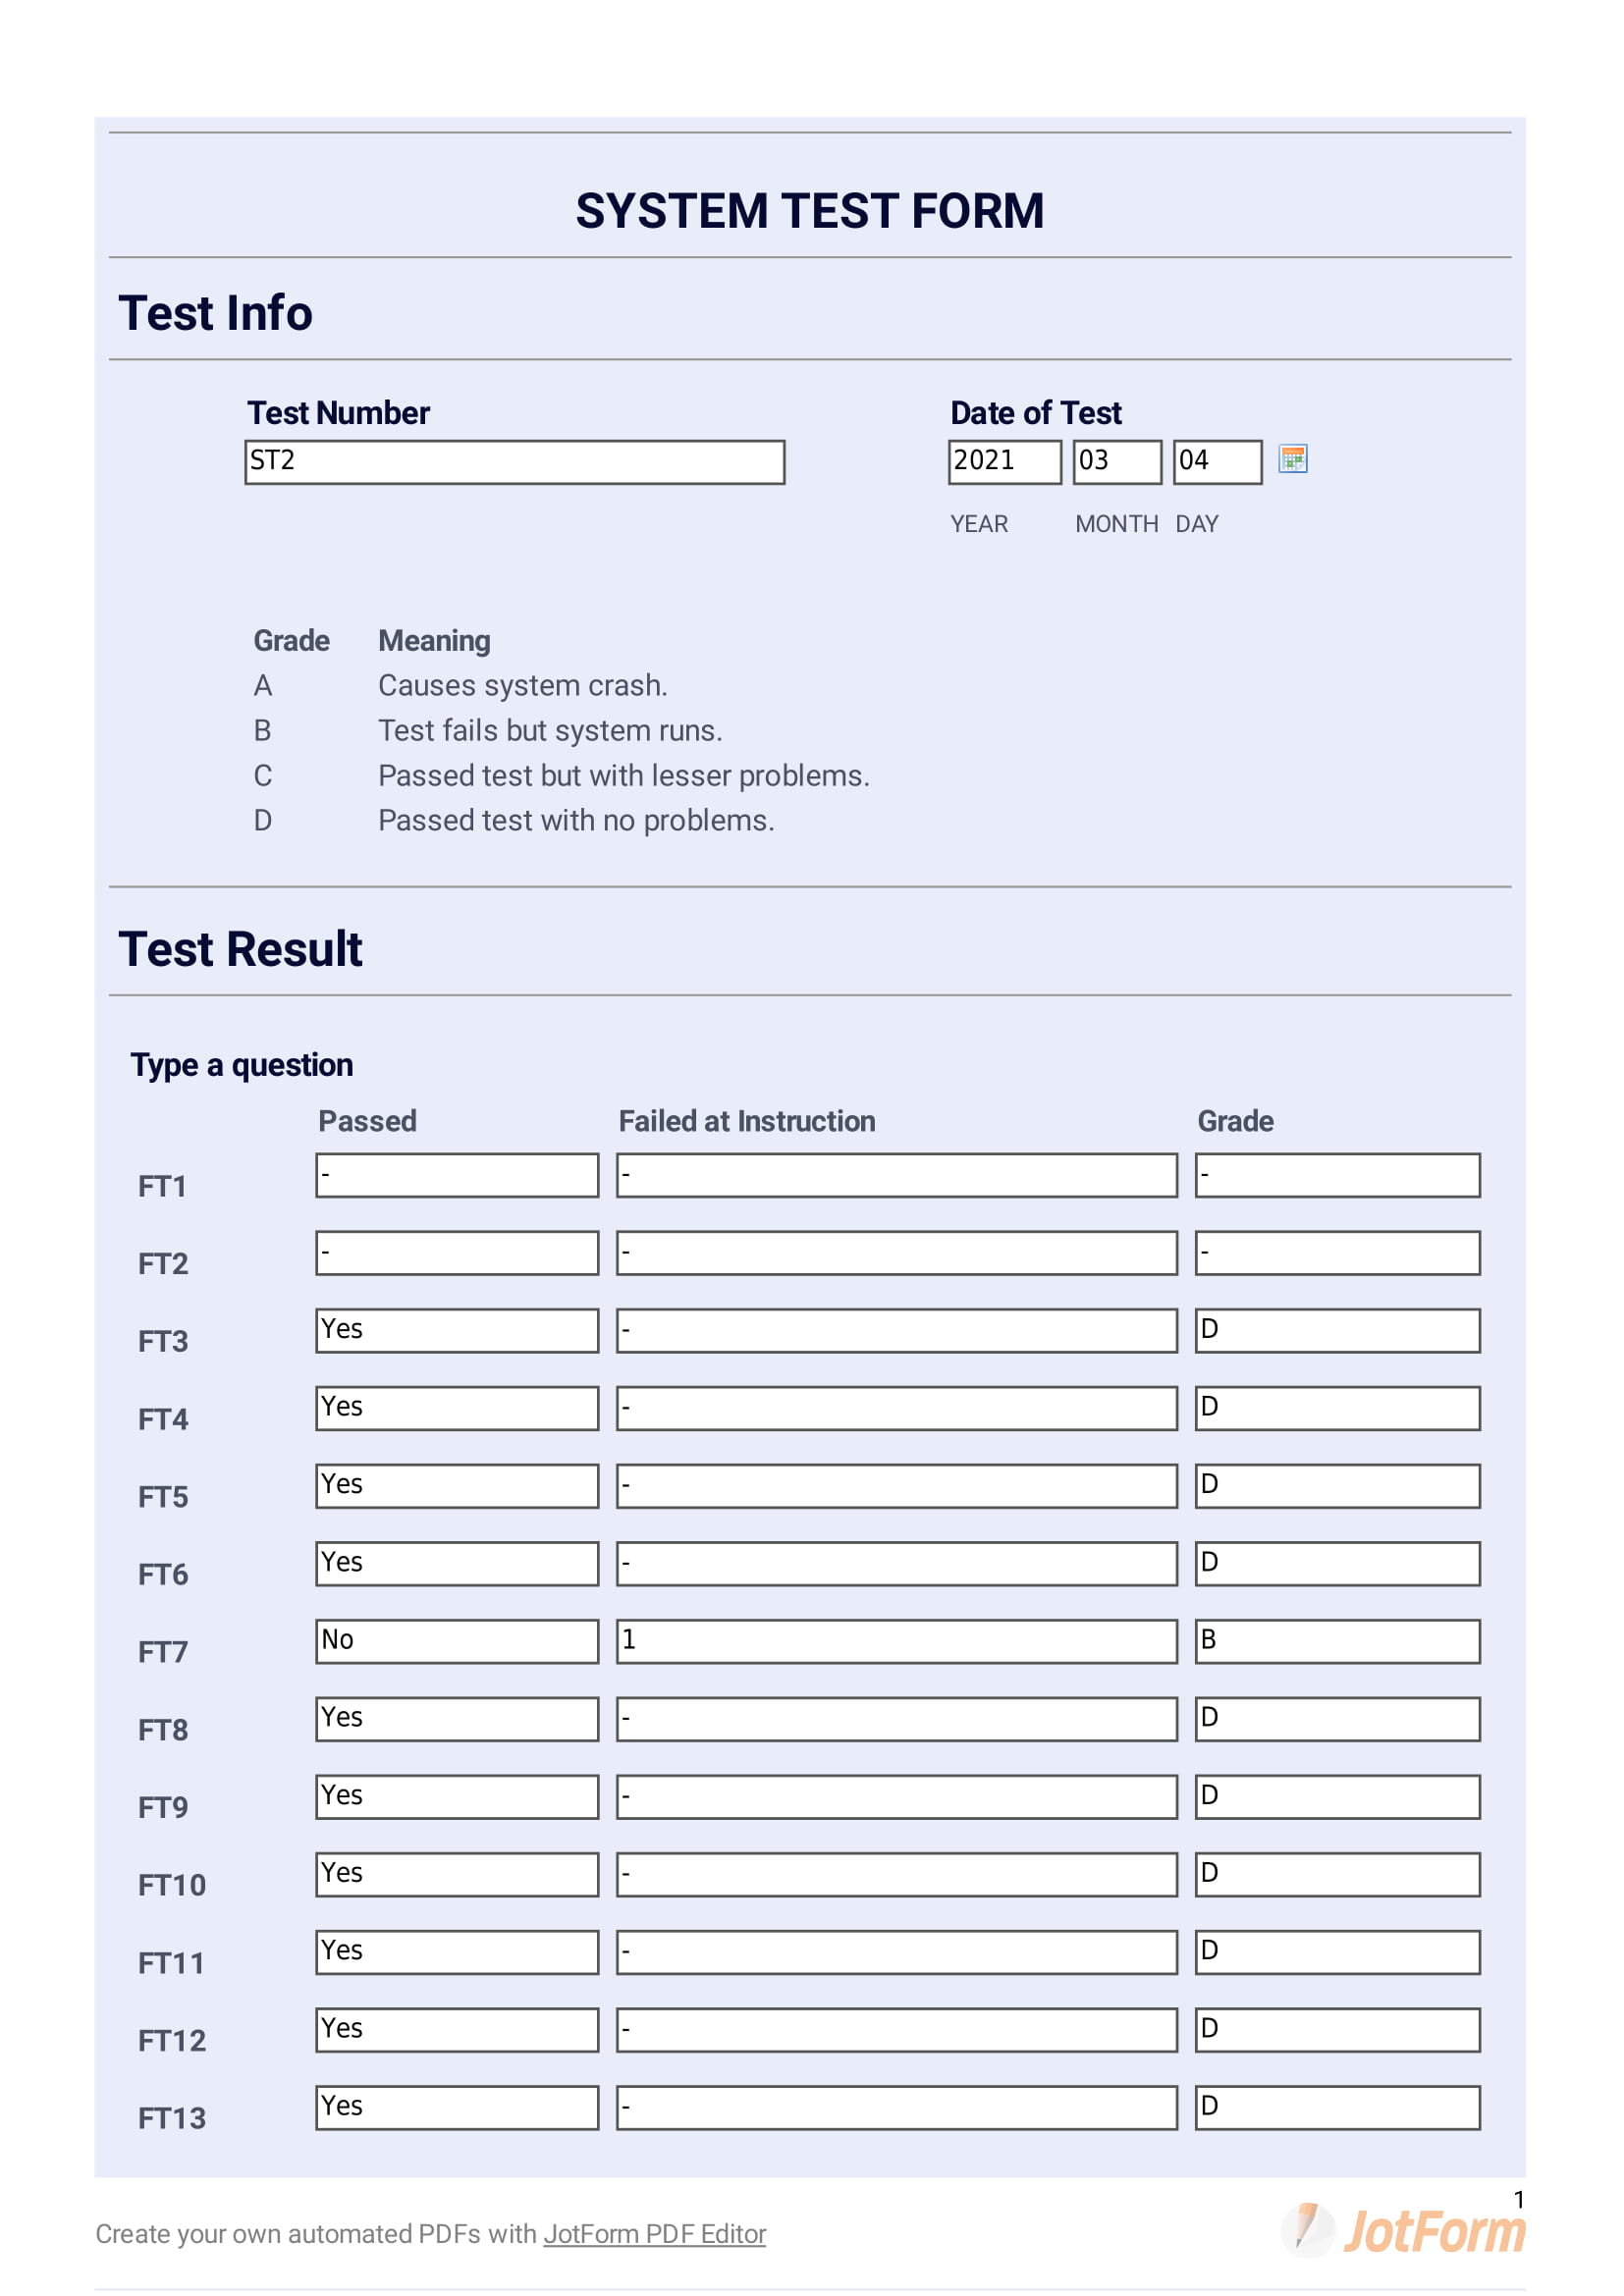 SYSTEM TEST FORM
Test Info
Test Number Date of Test
ST2 2021 03 04
YEAR MONTH DAY
Grade Meaning
A Causes system crash.
B Test fails but system runs.
C Passed test but with lesser problems.
D Passed test with no problems.
Test Result
Type a question
Passed Failed at Instruction Grade
FT1 - - -
FT2 - - -
FT3 Yes - D
FT4 Yes - D
FT5 Yes - D
FT6 Yes - D
FT7 No 1 B
FT8 Yes - D
FT9 Yes - D
FT10 Yes - D
FT11 Yes - D
FT12 Yes - D
FT13 Yes - D
1
Create your own automated PDFs with JotForm PDF Editor JotForm